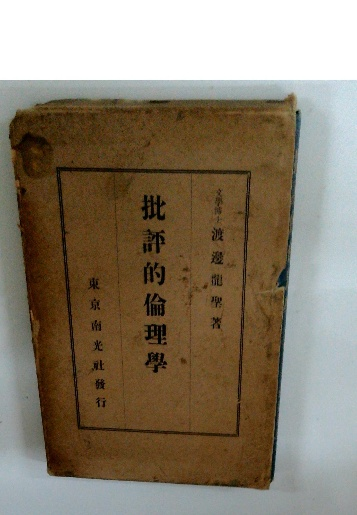 文學博士 渡邊龍聖著
批評的倫理學
東京南光社發行